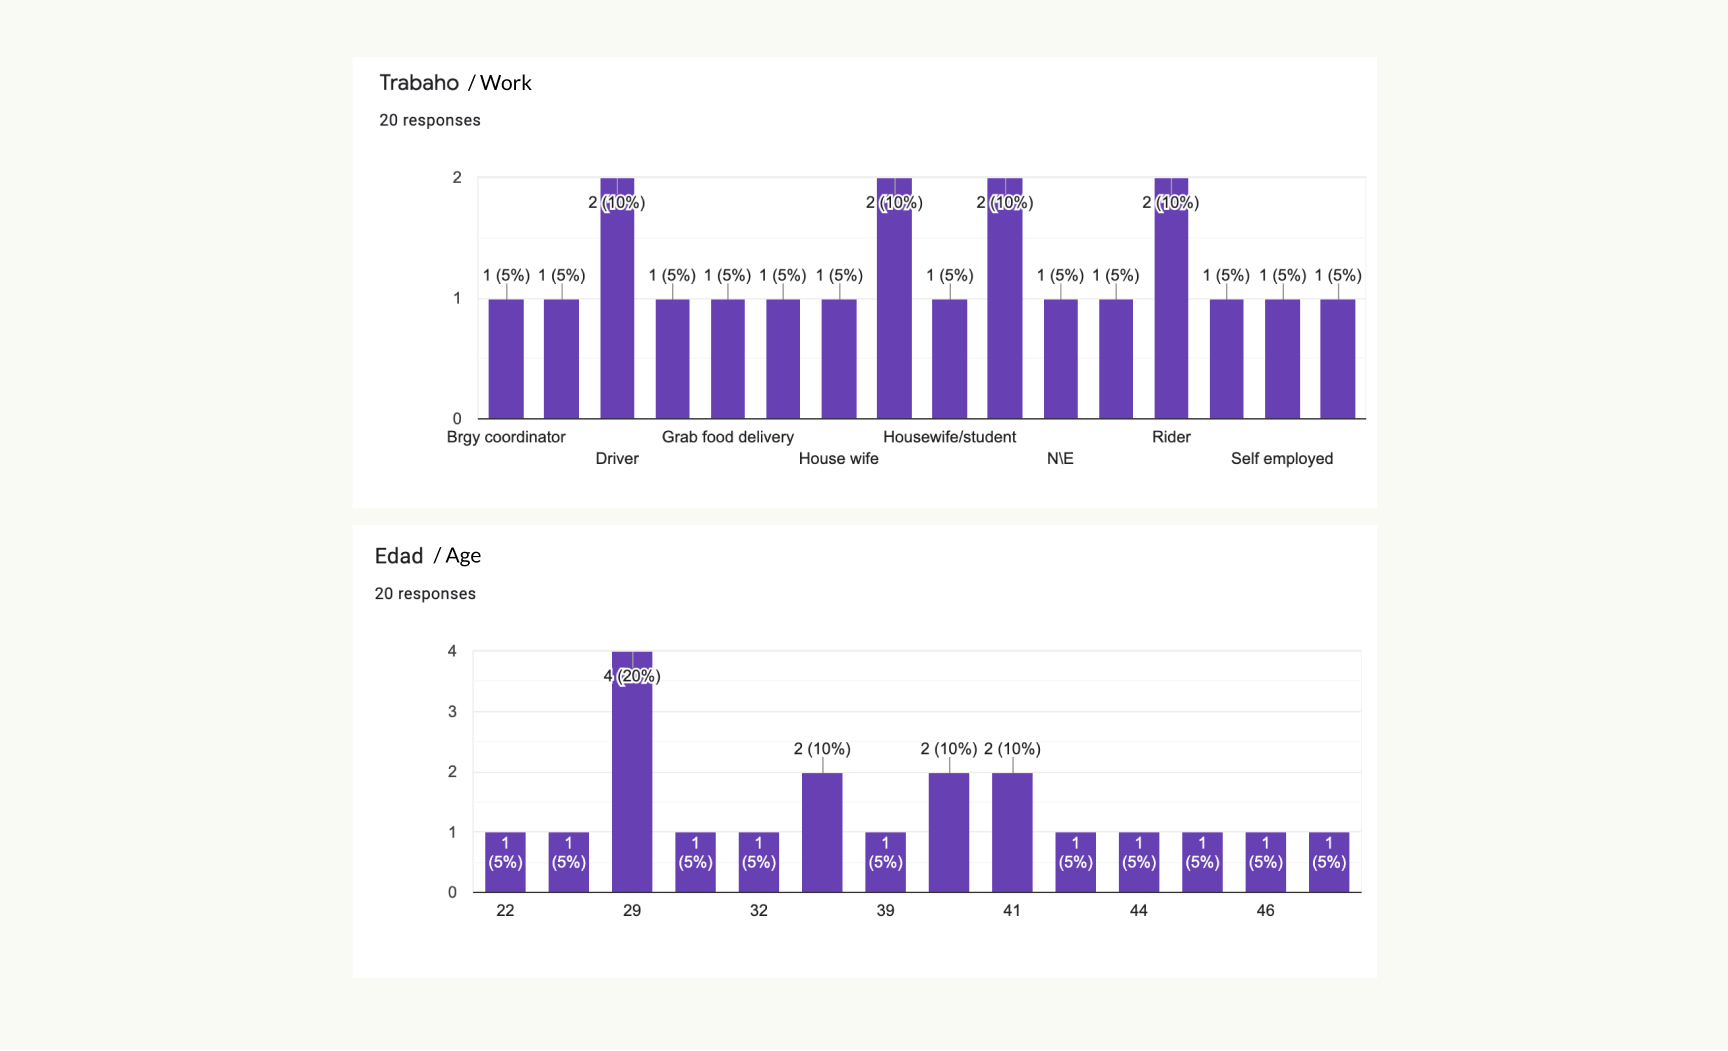 Trabaho / Work
20 responses
2
2 (10%) 2 (10%) 2 (10%) 2 (10%)
1 (5%) 1 (5%) 1 (5%) 1 (5%) 1 (5%) 1 (5%) 1 (5%) 1 (5%) 1 (5%) 1 (5%) 1 (5%) 1 (5%)
1
0
Brgy coordinator Grab food delivery Housewife/student Rider
Driver House wife N\E Self employed
Edad / Age
20 responses
4
4 (20%)
3
2 (10%) 2 (10%) 2 (10%)
2
1
1 1 1 1 1 1 1 1 1 1
(5%) (5%) (5%) (5%) (5%) (5%) (5%) (5%) (5%) (5%)
0
22 29 32 39 41 44 46